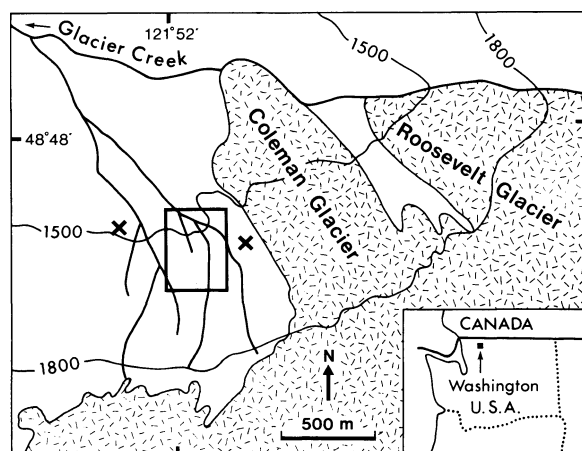 121°52'
Glacier Creek
1500
1800
48°48'
Coleman Glacier
Roosevelt Glacier
1500
1800
N
500 m
CANADA
Washington
U.S.A.